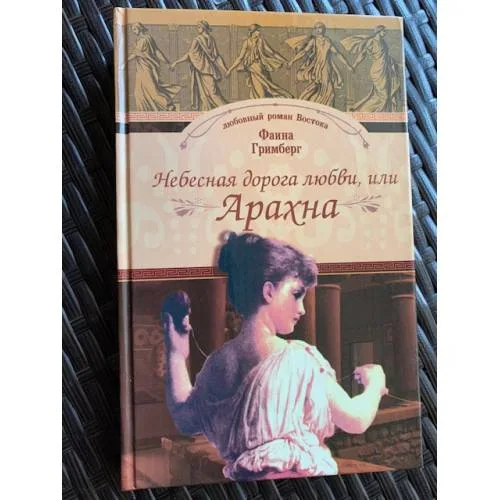 любовный роман Востока
Фаина
Гримберг
Небесная дорога любви, или
Арахна